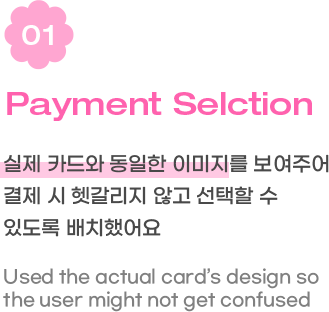 01
Payment Selction
실제 카드와 동일한 이미지를 보여주어
결제 시 헷갈리지 않고 선택할 수
있도록 배치했어요
Used the actual card's design so
the user might not get confused